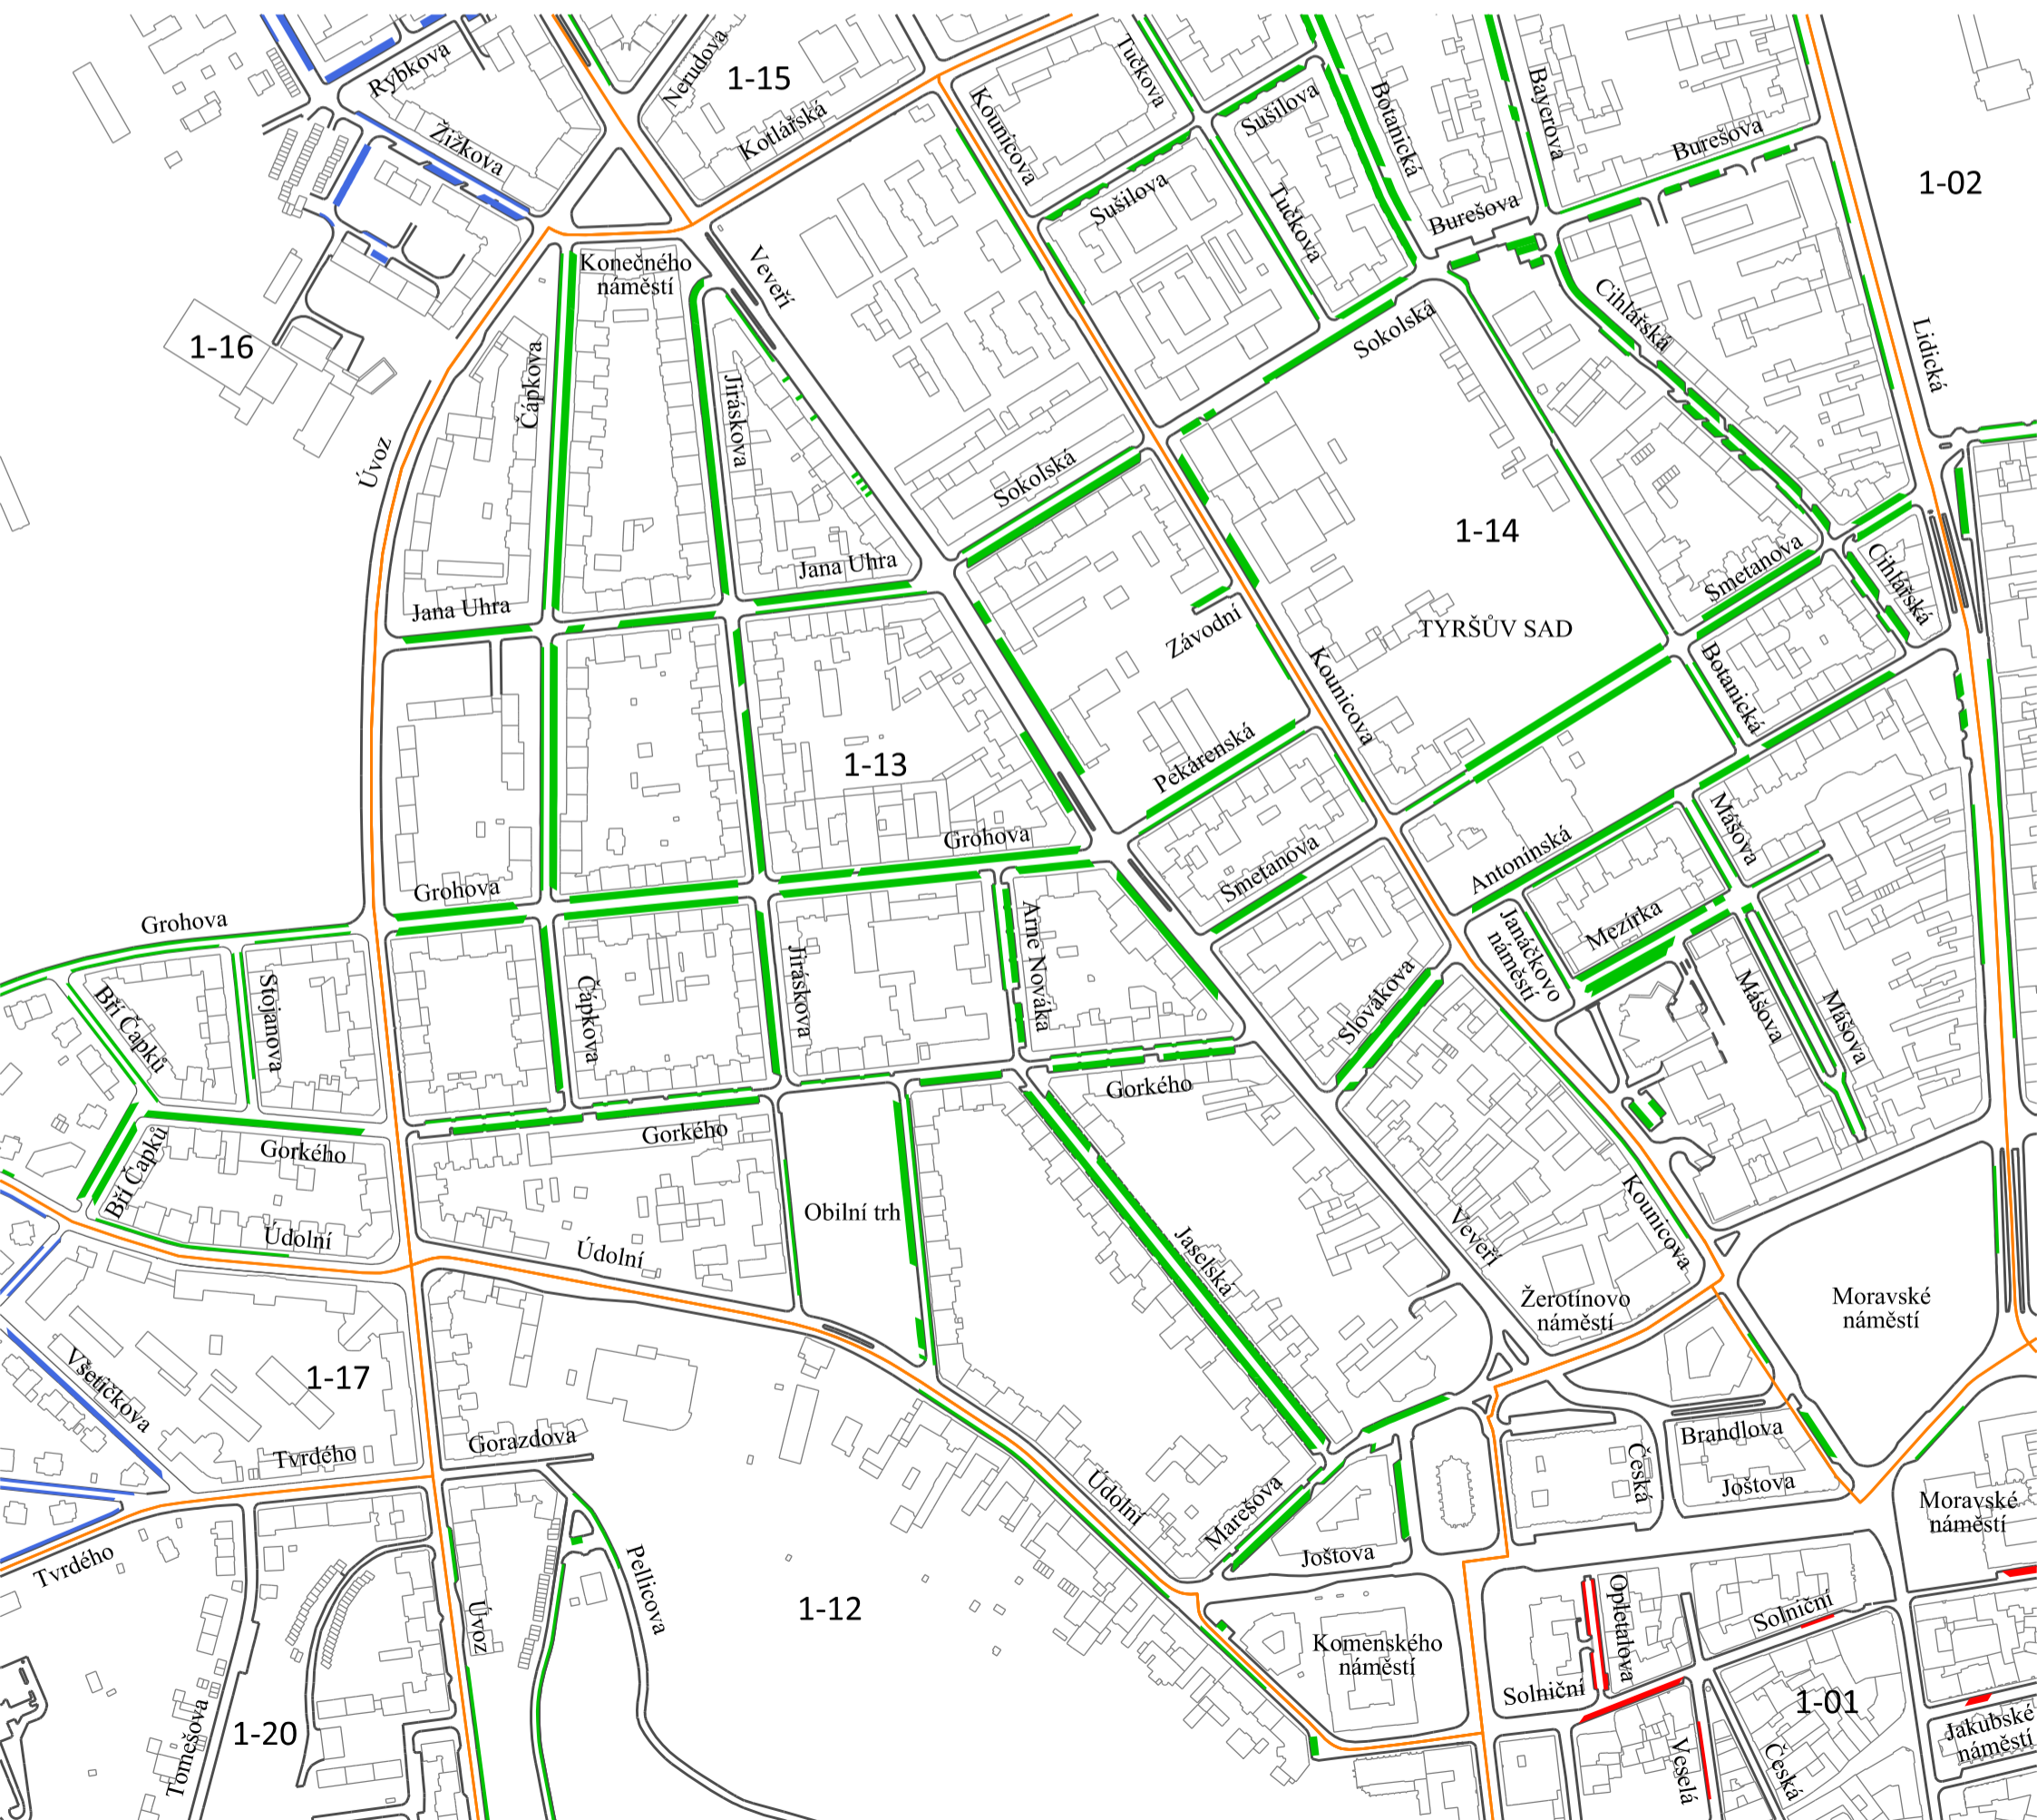 Rybkova
Nerudova
1-15
Kotlářská
Tučkova
Kounicova
Sušilova
Botanická
Bayerova
Burešova
1-02
Žižkova
Sušilova
Tučkova
Burešova
Konečného
náměstí
Veveří
Cihlářská
Sokolská
Lidická
1-16
Čápkova
Jiráskova
Úvoz
Sokolská
1-14
Jana Uhra
Jana Uhra
Smetanova
Cihlářská
Závodní
TYRŠŮV SAD
Kounicova
Botanická
1-13
Pekárenská
Grohova
Mášova
Antonínská
Smetanova
Grohova
Grohova
Arne Nováka
Mezírka
Janáčkovo
náměstí
Stojanova
Bří Čapků
Čápkova
Jiráskova
Slovákova
Mášova
Mášova
Gorkého
Gorkého
Gorkého
Bří Čapků
Obilní trh
Údolní
Údolní
Jaselská
Veveří
Kounicova
Žerotínovo
náměstí
Moravské
náměstí
Všetičkova
1-17
Tvrdého
Gorazdova
Údolní
Marešova
Česká
Brandlova
Joštova
Moravské
náměstí
Tvrdého
Joštova
Pellicova
Úvoz
1-12
Opletalova
Solniční
Komenského
náměstí
Solniční
1-01
Tomešova
1-20
Veselá
Česká
Jakubské
náměstí